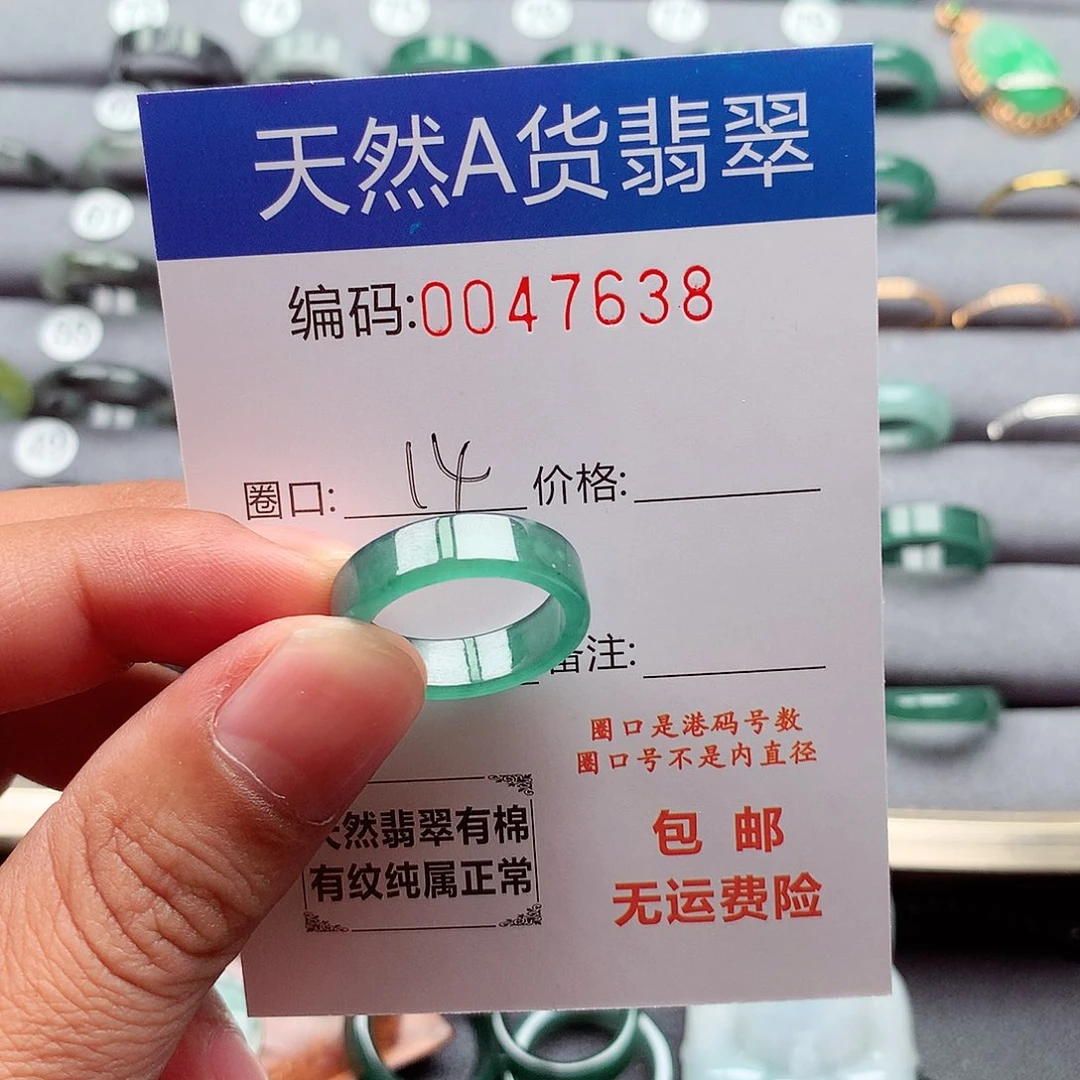 天然A货翡翠
编码:0047638
圈口: 14 价格:
备注:
圈口是港码号数
圈口号不是内直径
天然翡翠有棉
有纹纯属正常
包 邮
无运费险